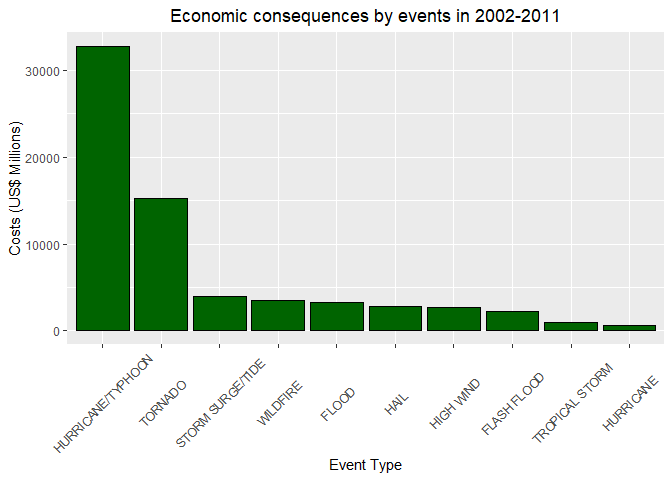 Economic consequences by events in 2002-2011
Costs (US$ Millions)
30000
20000
10000
0
HURRICANE/TYPHOON
TORNADO
STORM SURGE/TIDE
WILDFIRE
FLOOD
HAIL
HIGH WIND
FLASH FLOOD
TROPICAL STORM
HURRICANE
Event Type